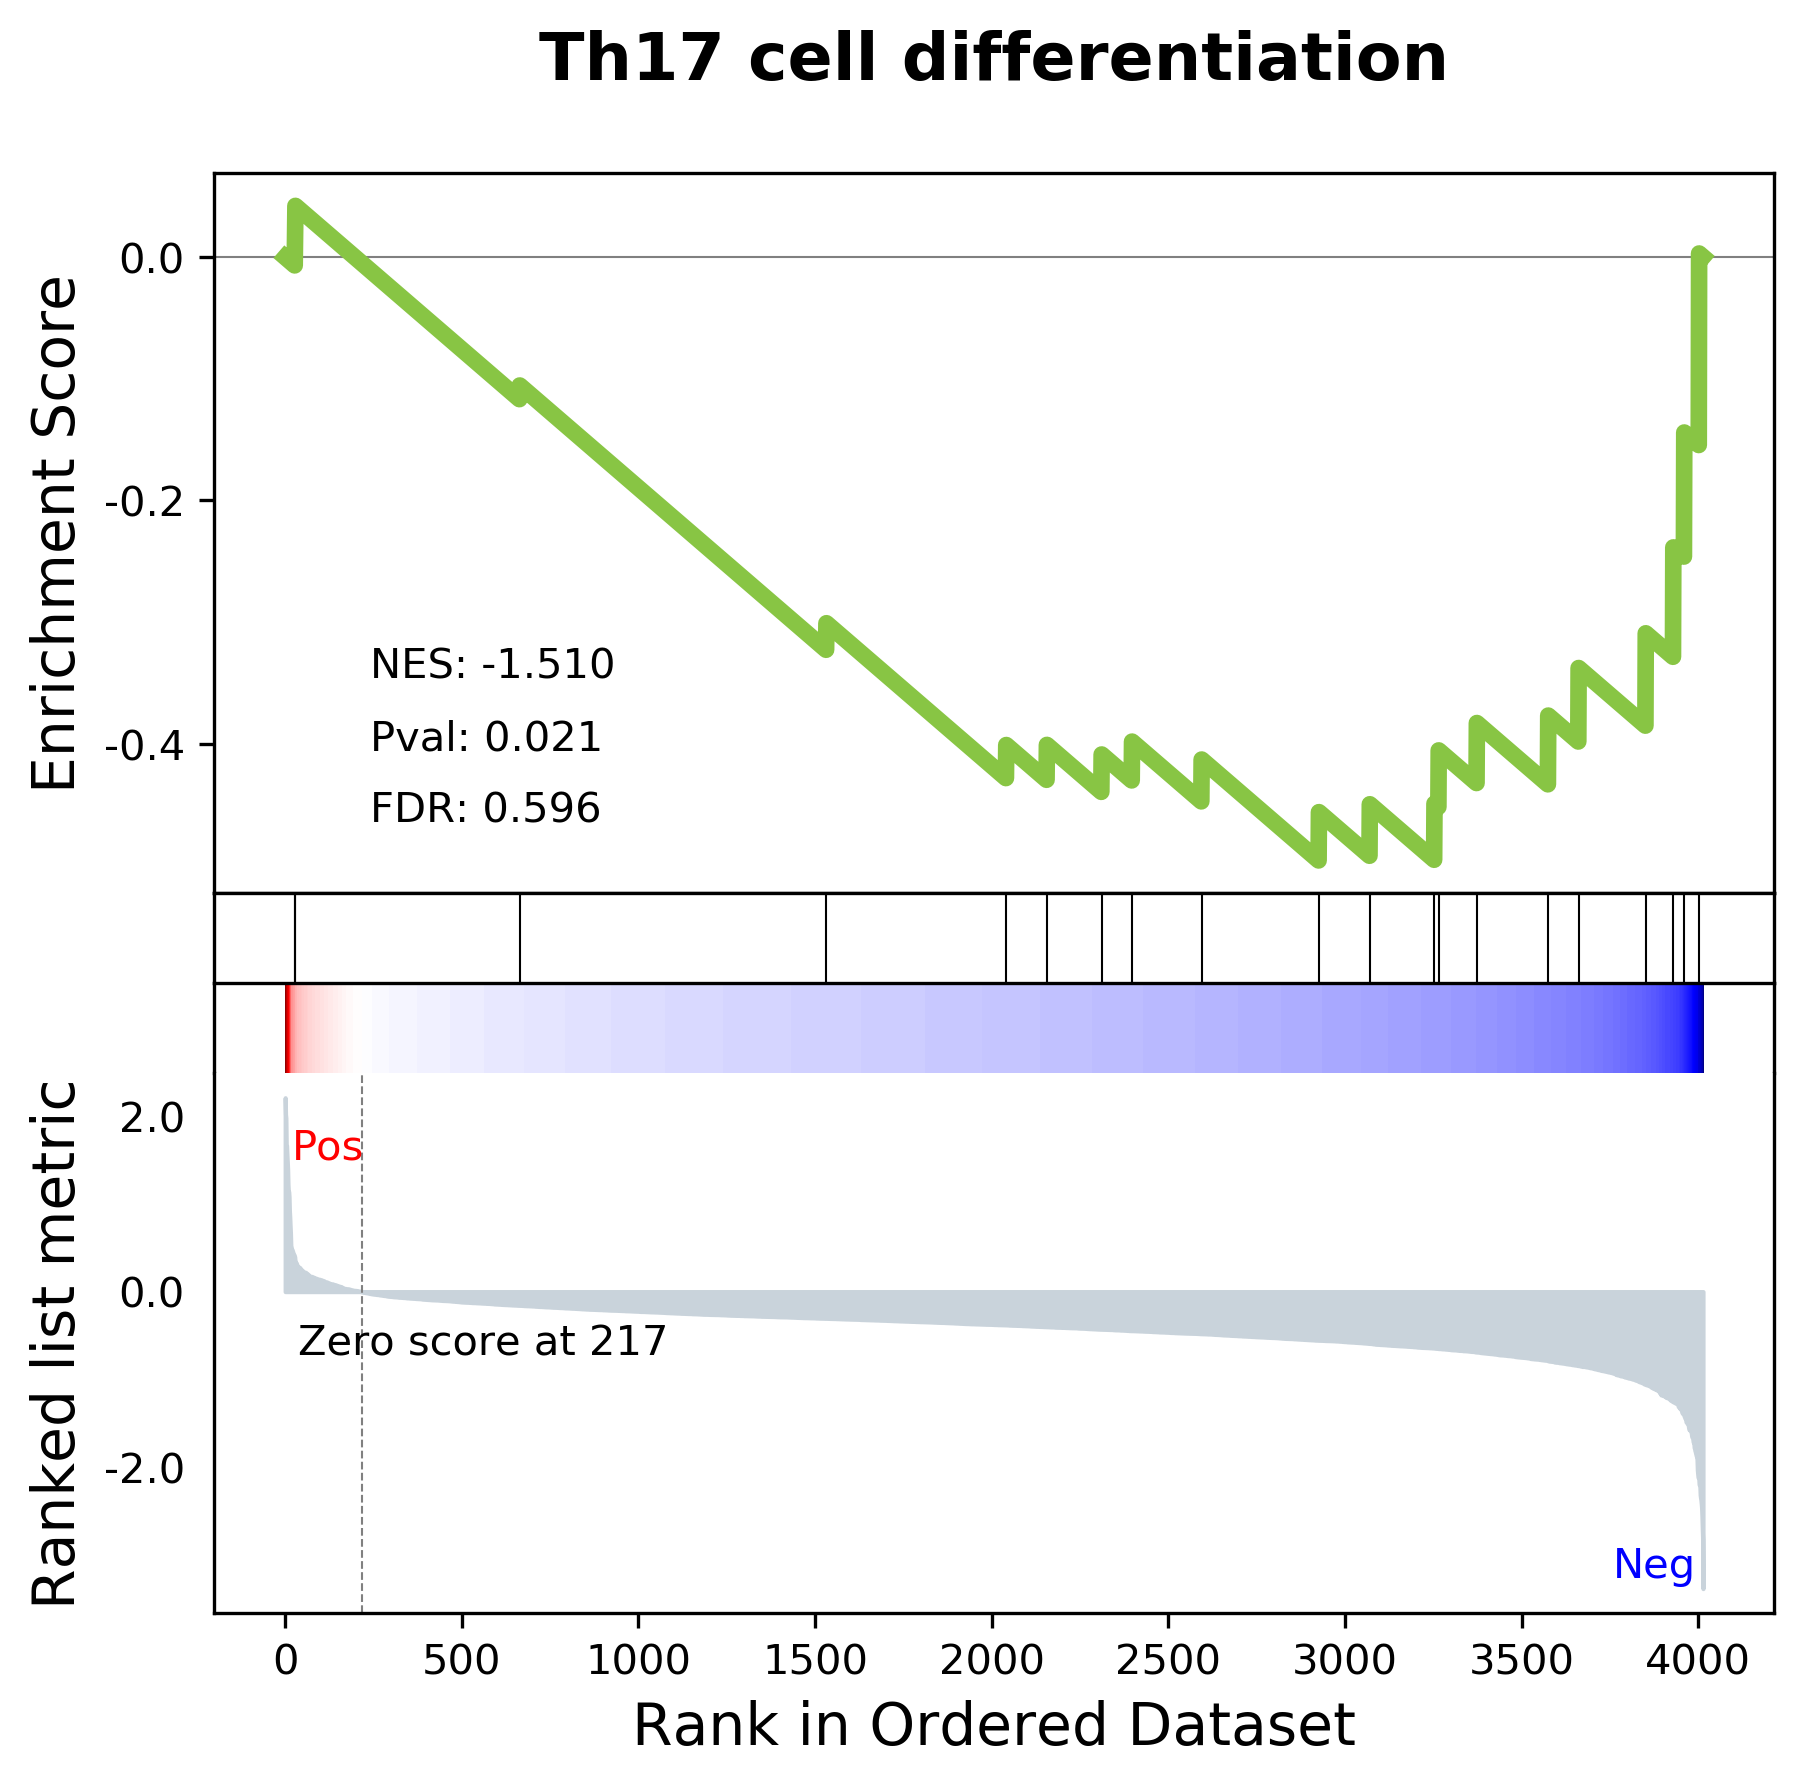 Th17 cell differentiation
Enrichment Score
0.0
-0.2
-0.4
NES: -1.510
Pval: 0.021
FDR: 0.596
Ranked list metric
2.0
0.0
-2.0
Pos
Zero score at 217
Neg
0 500 1000 1500 2000 2500 3000 3500 4000
Rank in Ordered Dataset